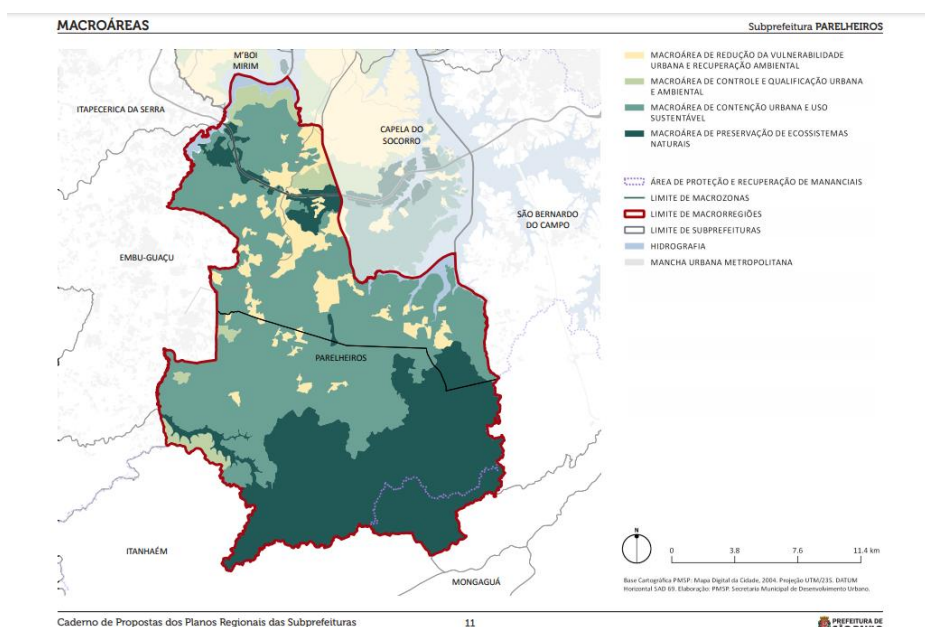 MACROÁREAS
Subprefeitura PARELHEIROS
M'BOI
MIRIM
ITAPECERICA DA SERRA
CAPELA DO
SOCORRO
SÃO BERNARDO
DO CAMPO
EMBU-GUAÇU
PARELHEIROS
ITANHAÉM
MONGAGUÁ
MACROÁREA DE REDUÇÃO DA VULNERABILIDADE
URBANA E RECUPERAÇÃO AMBIENTAL
MACROÁREA DE CONTROLE E QUALIFICAÇÃO URBANA
E AMBIENTAL
MACROÁREA DE CONTENÇÃO URBANA E USO
SUSTENTÁVEL
MACROÁREA DE PRESERVAÇÃO DE ECOSSISTEMAS
NATURAIS
ÁREA DE PROTEÇÃO E RECUPERAÇÃO DE MANANCIAIS
LIMITE DE MACROZONAS
LIMITE DE MACRORREGIÕES
LIMITE DE SUBPREFEITURAS
HIDROGRAFIA
MANCHA URBANA METROPOLITANA
N
0 3.8 7.6 11.4 km
Base Cartográfica PMSP: Mapa Digital da Cidade, 2004. Projeção UTM/23S. DATUM
Horizontal SAD 69. Elaboração: PMSP. Secretaria Municipal de Desenvolvimento Urbano.
Caderno de Propostas dos Planos Regionais das Subprefeituras
11
PREFEITURA DE
SÃO PAULO